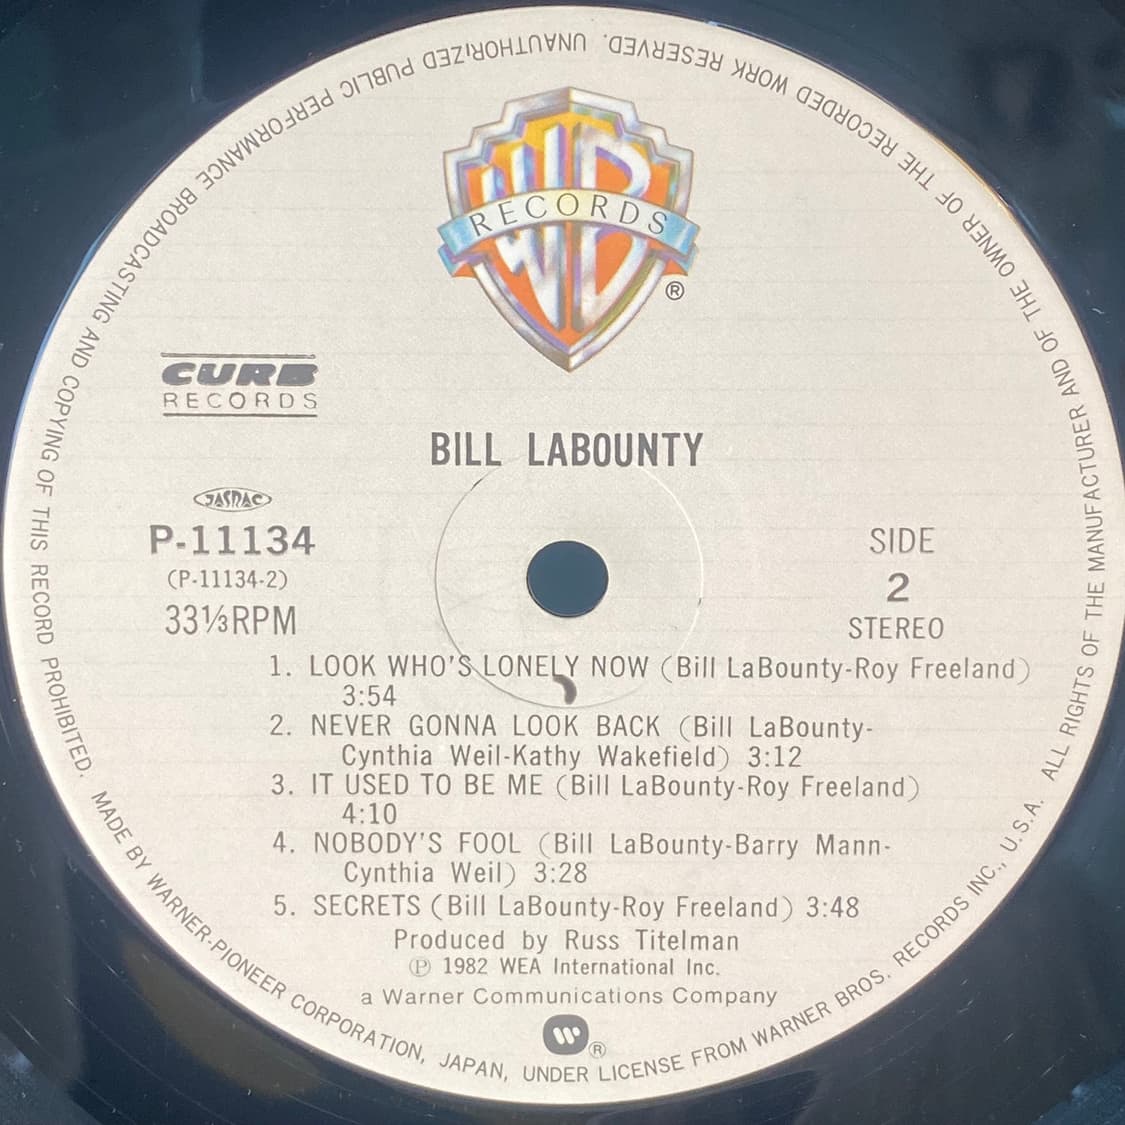 WB
RECORDS
®
CURB
RECORDS
BILL LABOUNTY
JASRAC
P-11134
(P-11134-2)
33⅓RPM
SIDE
2
STEREO
1. LOOK WHO'S LONELY NOW (Bill LaBounty-Roy Freeland)
3:54
2. NEVER GONNA LOOK BACK (Bill LaBounty-
Cynthia Weil-Kathy Wakefield) 3:12
3. IT USED TO BE ME (Bill LaBounty-Roy Freeland)
4:10
4. NOBODY'S FOOL (Bill LaBounty-Barry Mann-
Cynthia Weil) 3:28
5. SECRETS (Bill LaBounty-Roy Freeland) 3:48
Produced by Russ Titelman
℗ 1982 WEA International Inc.
a Warner Communications Company
W ®
MADE BY WARNER-PIONEER CORPORATION, JAPAN, UNDER LICENSE FROM WARNER BROS. RECORDS INC., U.S.A. ALL RIGHTS OF THE MANUFACTURER AND OF THE OWNER OF THE RECORDED WORK RESERVED. UNAUTHORIZED PUBLIC PERFORMANCE BROADCASTING AND COPYING OF THIS RECORD PROHIBITED.